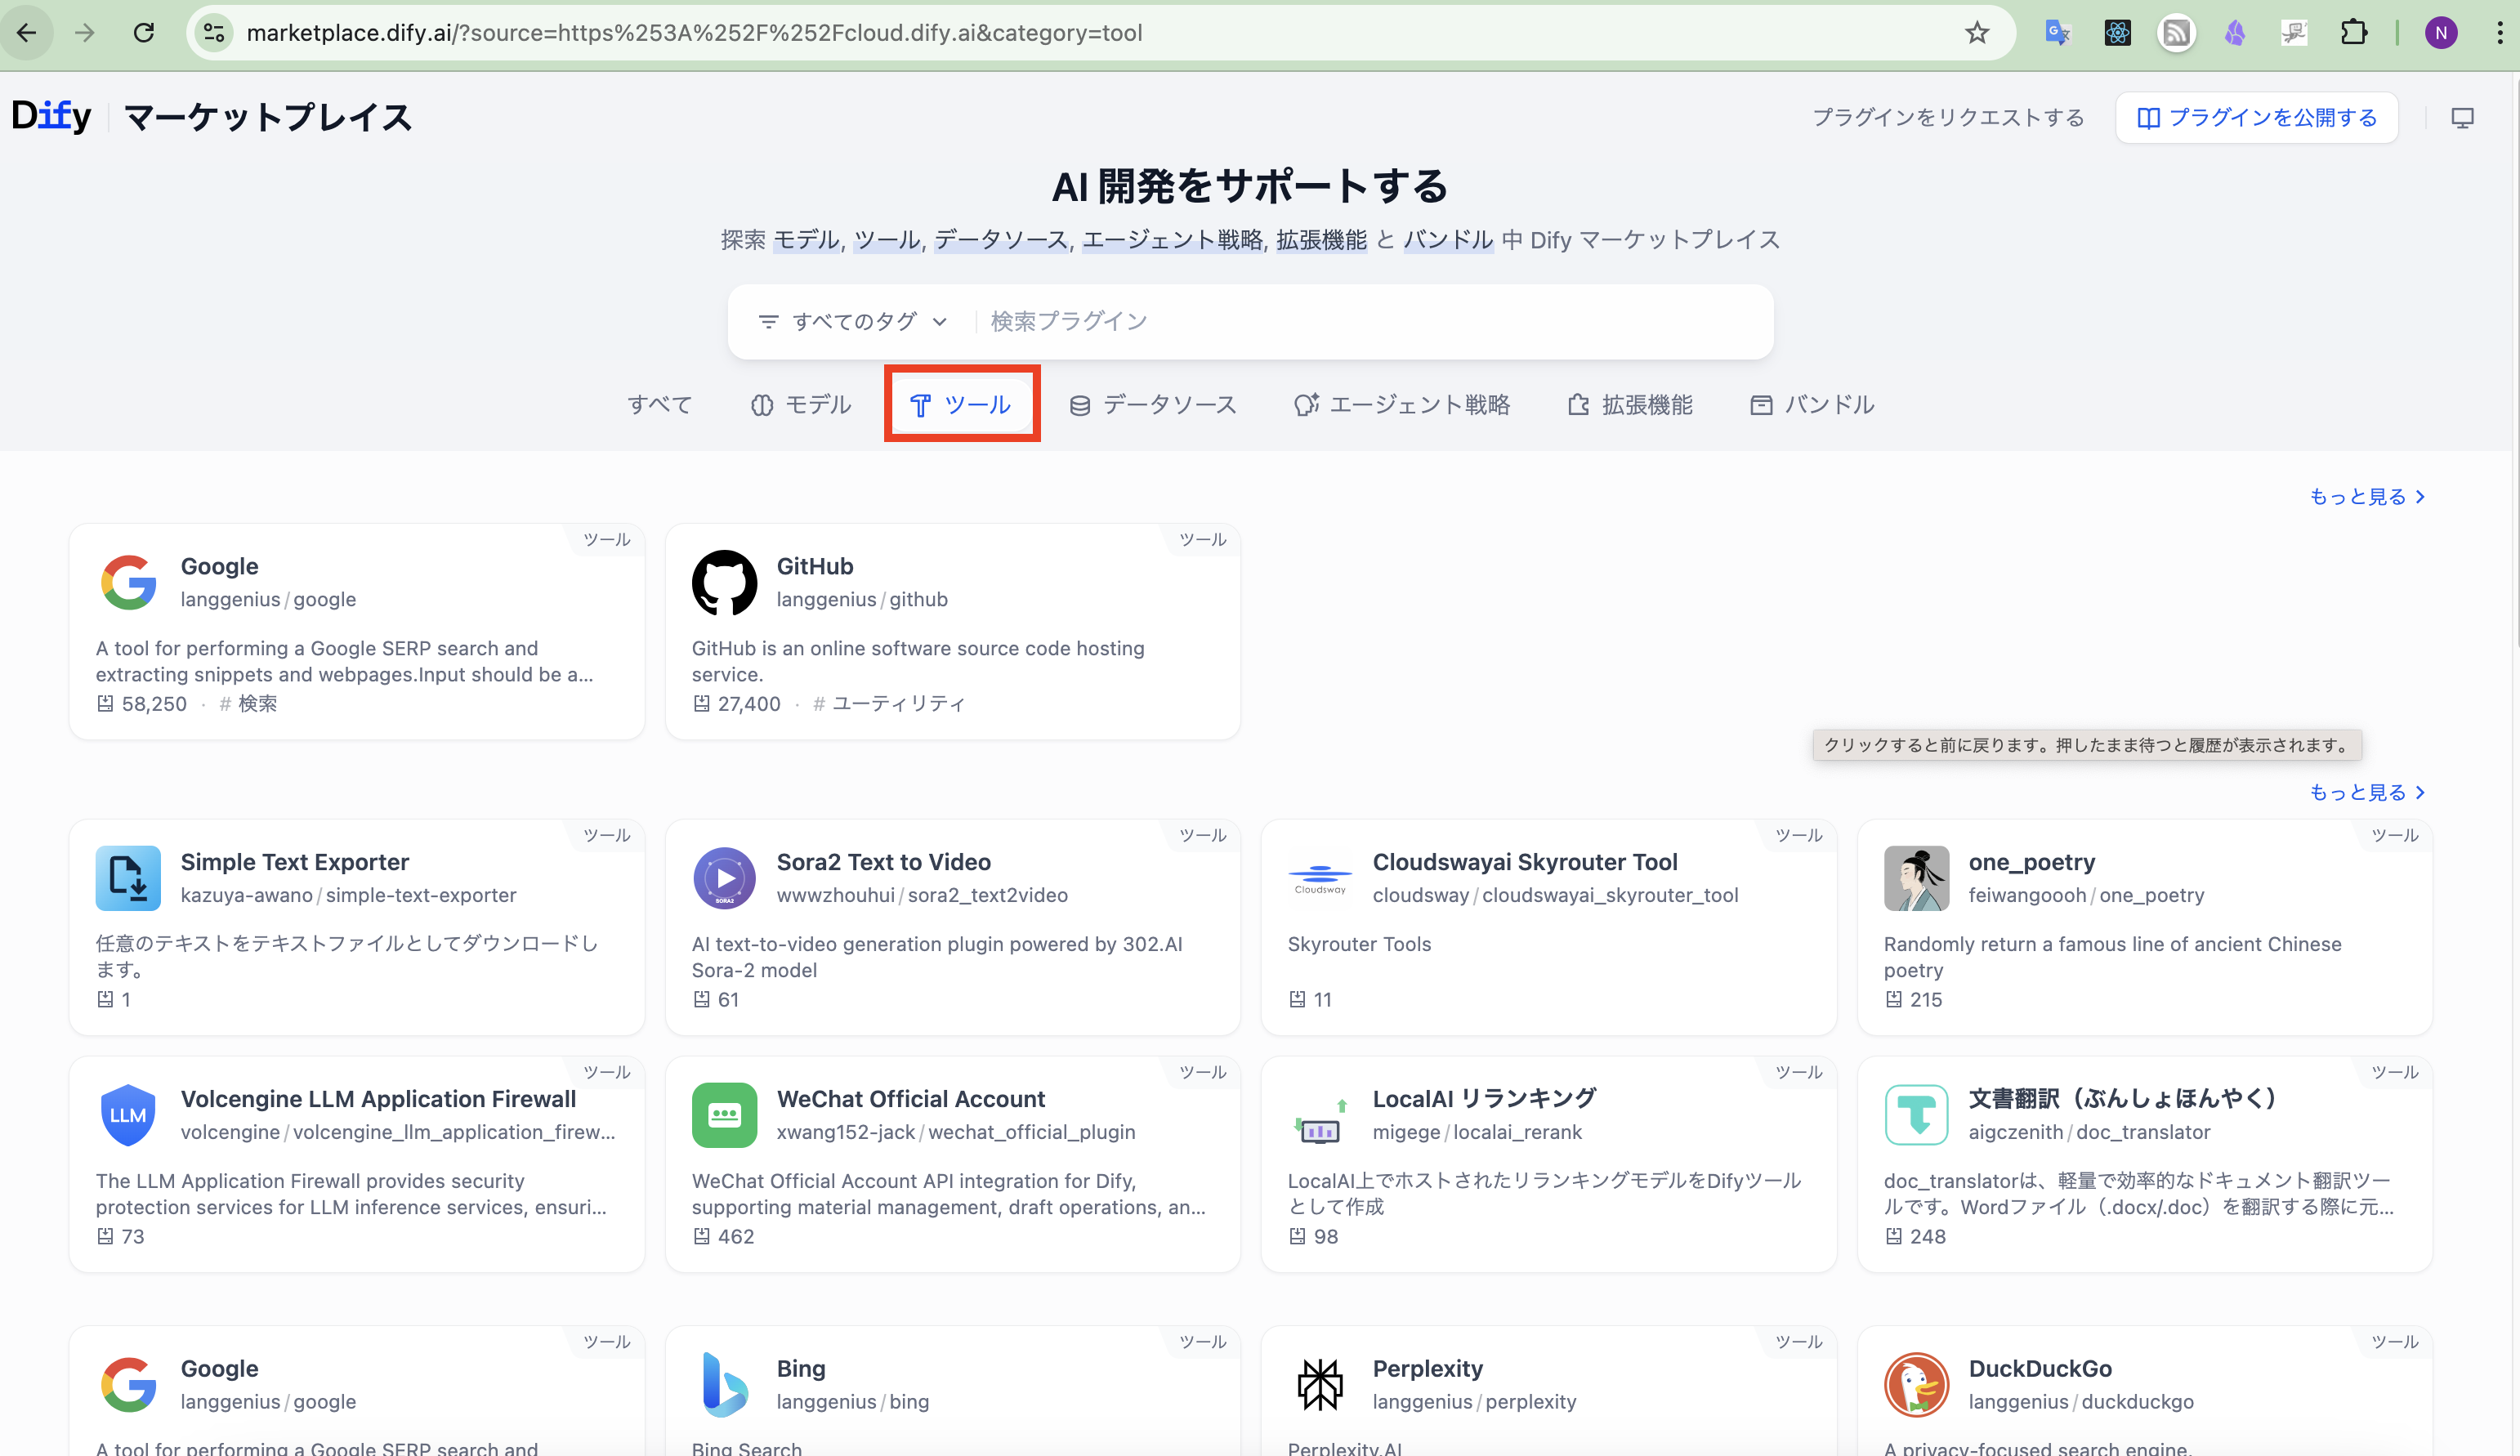 marketplace.dify.ai/?source=https%253A%252F%252Fcloud.dify.ai&category=tool
N
Dify マーケットプレイス
プラグインをリクエストする
プラグインを公開する
AI 開発をサポートする
探索 モデル, ツール, データソース, エージェント戦略, 拡張機能 と バンドル 中 Dify マーケットプレイス
すべてのタグ
検索プラグイン
すべて
モデル
ツール
データソース
エージェント戦略
拡張機能
バンドル
もっと見る
ツール
Google
langgenius/google
A tool for performing a Google SERP search and
extracting snippets and webpages.Input should be a...
58,250 · # 検索
ツール
GitHub
langgenius/github
GitHub is an online software source code hosting
service.
27,400 · # ユーティリティ
クリックすると前に戻ります。押したまま待つと履歴が表示されます。
もっと見る
ツール
Simple Text Exporter
kazuya-awano/simple-text-exporter
任意のテキストをテキストファイルとしてダウンロードし
ます。
1
ツール
SORA2
Sora2 Text to Video
wwwzhouhui/sora2_text2video
AI text-to-video generation plugin powered by 302.AI
Sora-2 model
61
ツール
Cloudsway
Cloudswayai Skyrouter Tool
cloudsway/cloudswayai_skyrouter_tool
Skyrouter Tools
11
ツール
one_poetry
feiwangoooh/one_poetry
Randomly return a famous line of ancient Chinese
poetry
215
ツール
LLM
Volcengine LLM Application Firewall
volcengine/volcengine_llm_application_firew...
The LLM Application Firewall provides security
protection services for LLM inference services, ensuri...
73
ツール
WeChat Official Account
xwang152-jack/wechat_official_plugin
WeChat Official Account API integration for Dify,
supporting material management, draft operations, an...
462
ツール
LocalAI リランキング
migege/localai_rerank
LocalAI上でホストされたリランキングモデルをDifyツール
として作成
98
ツール
文書翻訳（ぶんしょほんやく）
aigczenith/doc_translator
doc_translatorは、軽量で効率的なドキュメント翻訳ツー
ルです。Wordファイル（.docx/.doc）を翻訳する際に元...
248
ツール
Google
langgenius/google
A tool for performing a Google SERP search and
ツール
Bing
langgenius/bing
Bing Search
ツール
Perplexity
langgenius/perplexity
Perplexity.AI
ツール
DuckDuckGo
langgenius/duckduckgo
A privacy-focused search engine.